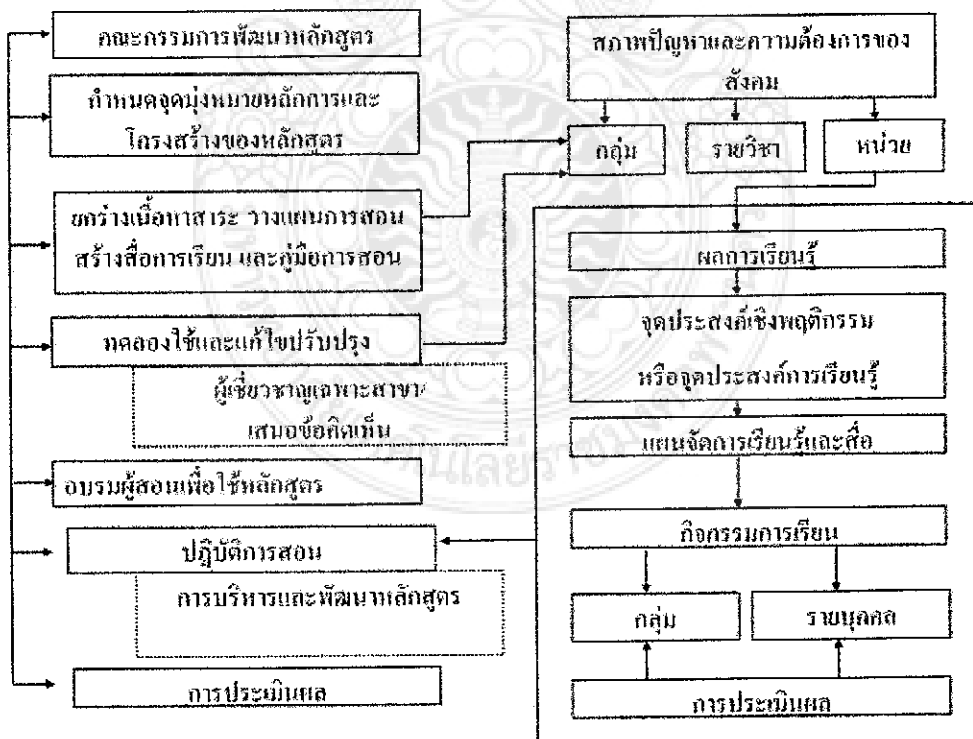 คณะกรรมการพัฒนาหลักสูตร
กำหนดจุดมุ่งหมายหลักการและ
โครงสร้างของหลักสูตร
ยกร่างเนื้อหาสาระ วางแผนการสอน
สร้างสื่อการเรียน และคู่มือการสอน
ทดลองใช้และแก้ไขปรับปรุง
ผู้เชี่ยวชาญเฉพาะสาขา
เสนอข้อคิดเห็น
อบรมผู้สอนเพื่อใช้หลักสูตร
ปฏิบัติการสอน
การบริหารและพัฒนาหลักสูตร
การประเมินผล
สภาพปัญหาและความต้องการของ
สังคม
กลุ่ม
รายวิชา
หน่วย
ผลการเรียนรู้
จุดประสงค์เชิงพฤติกรรม
หรือจุดประสงค์การเรียนรู้
แผนจัดการเรียนรู้และสื่อ
กิจกรรมการเรียน
กลุ่ม
รายบุคคล
การประเมินผล